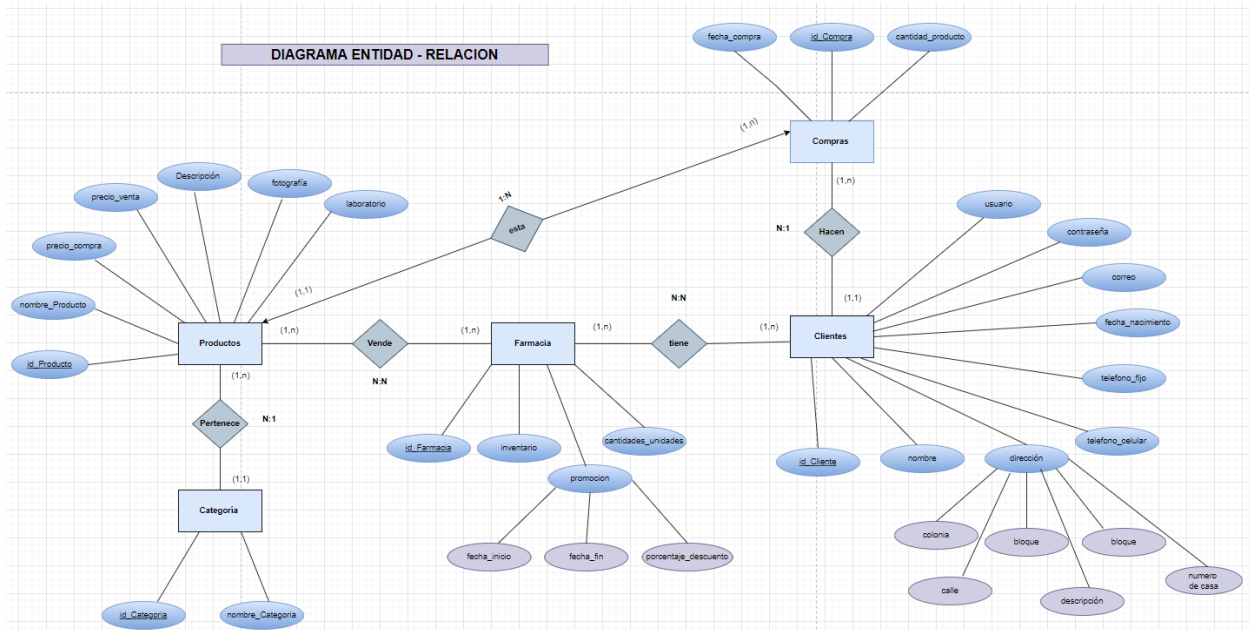 DIAGRAMA ENTIDAD - RELACION
fecha_compra
id_Compra
cantidad_producto
(1,n)
Compras
(1,n)
Descripción
fotografía
precio_venta
laboratorio
1:N
esta
usuario
N:1
Hacen
contraseña
precio_compra
correo
(1,1)
(1,1)
N:N
nombre_Producto
fecha_nacimiento
(1,n)
(1,n)
(1,n)
(1,n)
Productos
Vende
Farmacia
tiene
Clientes
id_Producto
(1,n)
N:N
telefono_fijo
Pertenece
N:1
id_Farmacia
inventario
cantidades_unidades
telefono_celular
id_Cliente
nombre
dirección
(1,1)
promocion
Categoría
colonia
bloque
bloque
fecha_inicio
fecha_fin
porcentaje_descuento
numero
de casa
calle
descripción
id_Categoria
nombre_Categoría